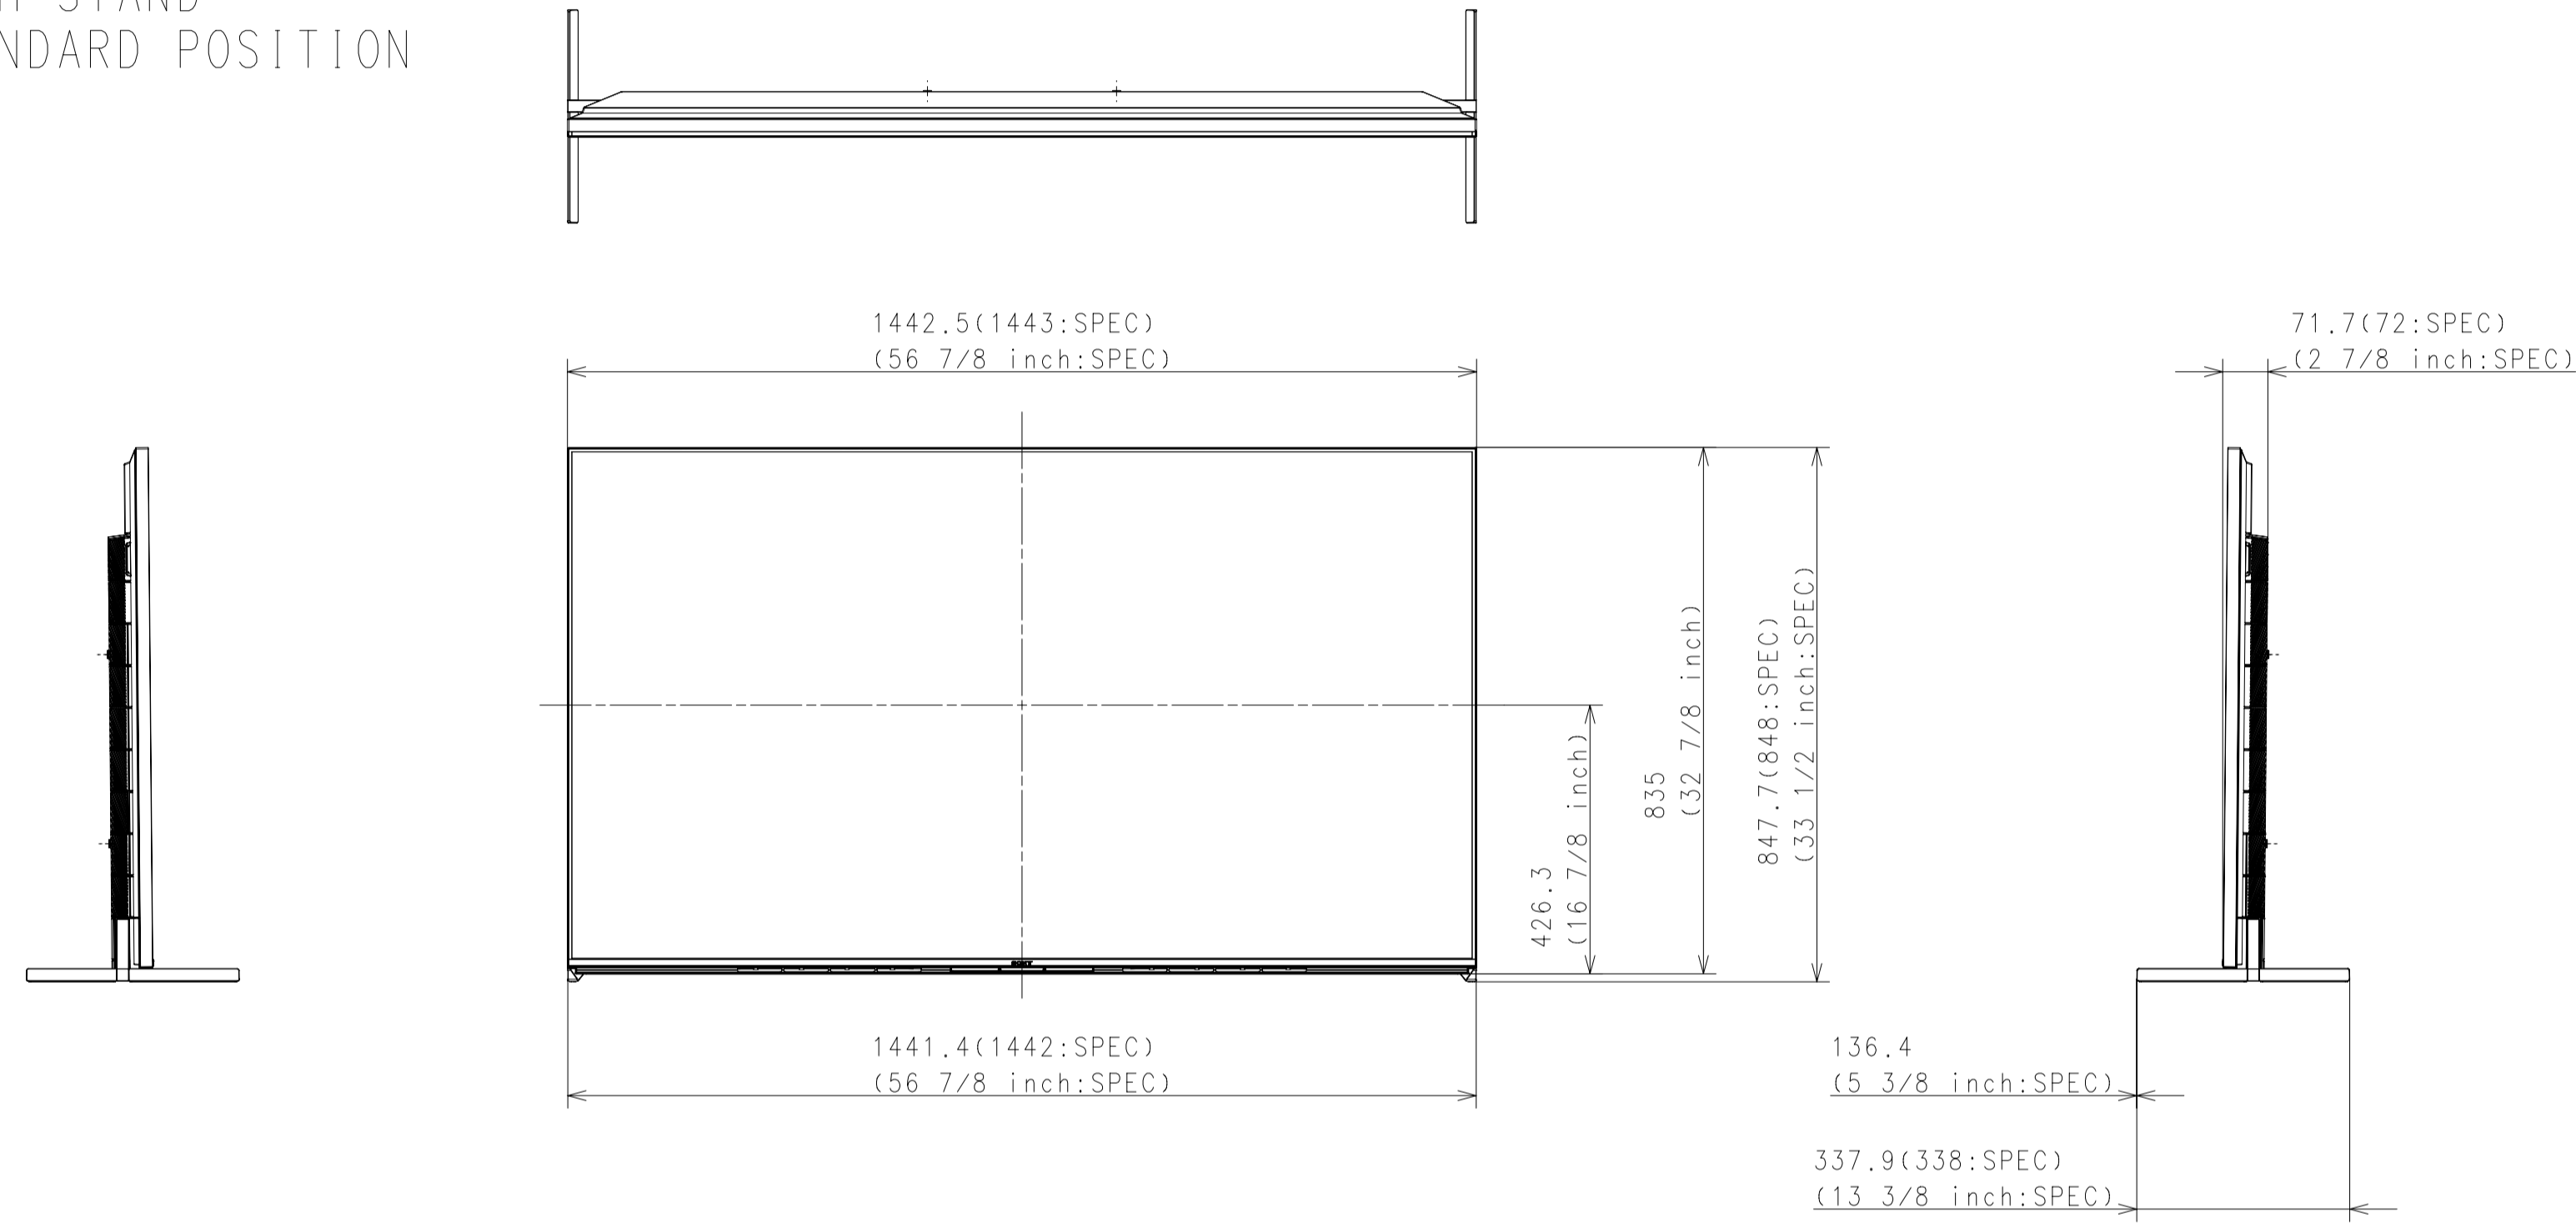 STAND
NDARD POSITION
1442.5(1443:SPEC)
(56 7/8 inch:SPEC)
71.7(72:SPEC)
(2 7/8 inch:SPEC)
426.3
(16 7/8 inch)
835
(32 7/8 inch)
847.7(848:SPEC)
(33 1/2 inch:SPEC)
SONY
1441.4(1442:SPEC)
(56 7/8 inch:SPEC)
136.4
(5 3/8 inch:SPEC)
337.9(338:SPEC)
(13 3/8 inch:SPEC)